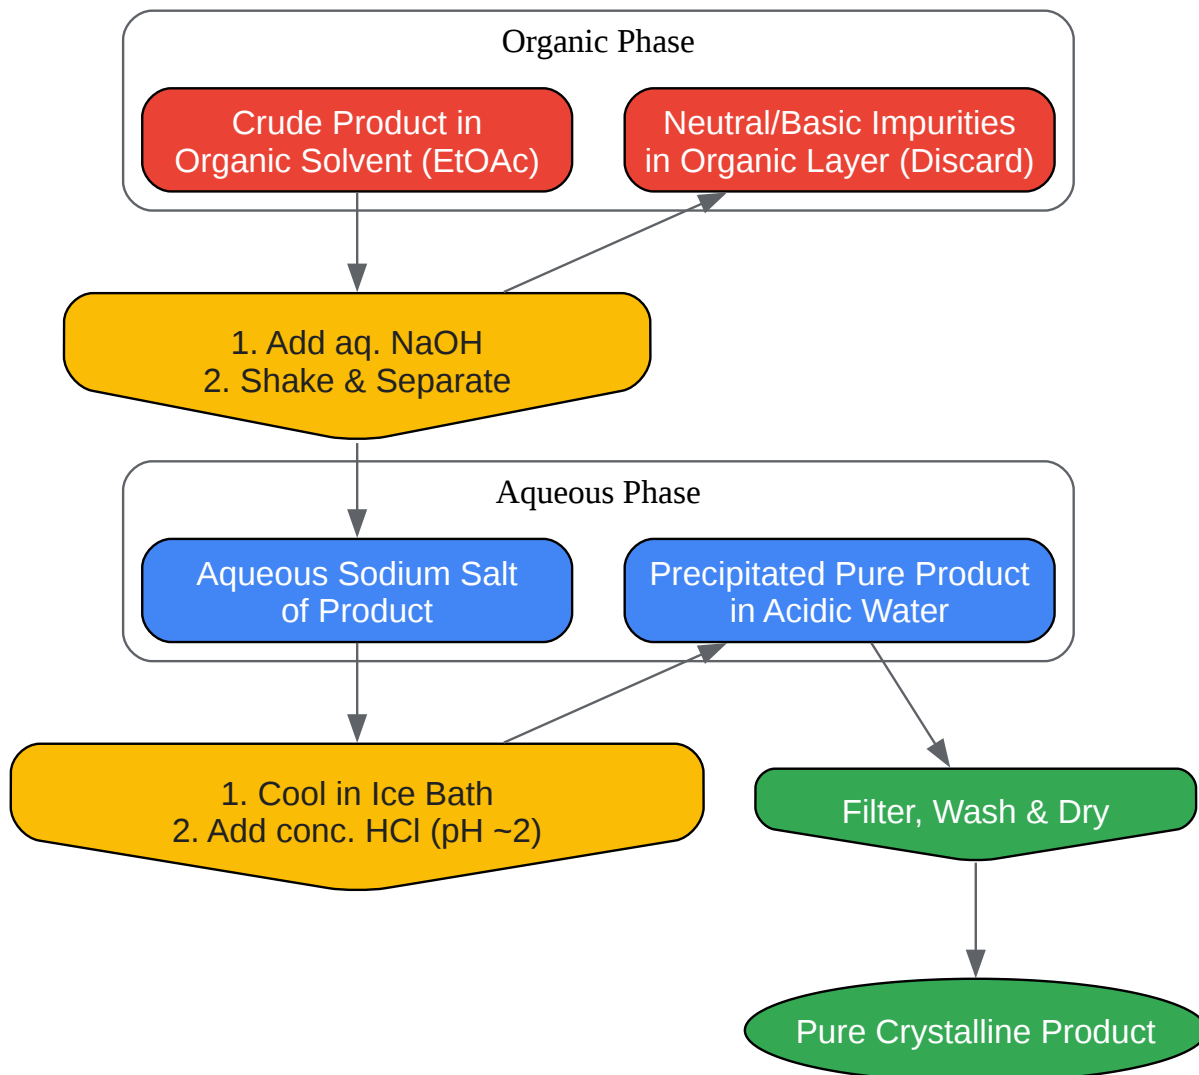 Organic Phase
Crude Product in
Organic Solvent (EtOAc)
Neutral/Basic Impurities
in Organic Layer (Discard)
1. Add aq. NaOH
2. Shake & Separate
Aqueous Phase
Aqueous Sodium Salt
of Product
Precipitated Pure Product
in Acidic Water
1. Cool in Ice Bath
2. Add conc. HCl (pH ~2)
Filter, Wash & Dry
Pure Crystalline Product